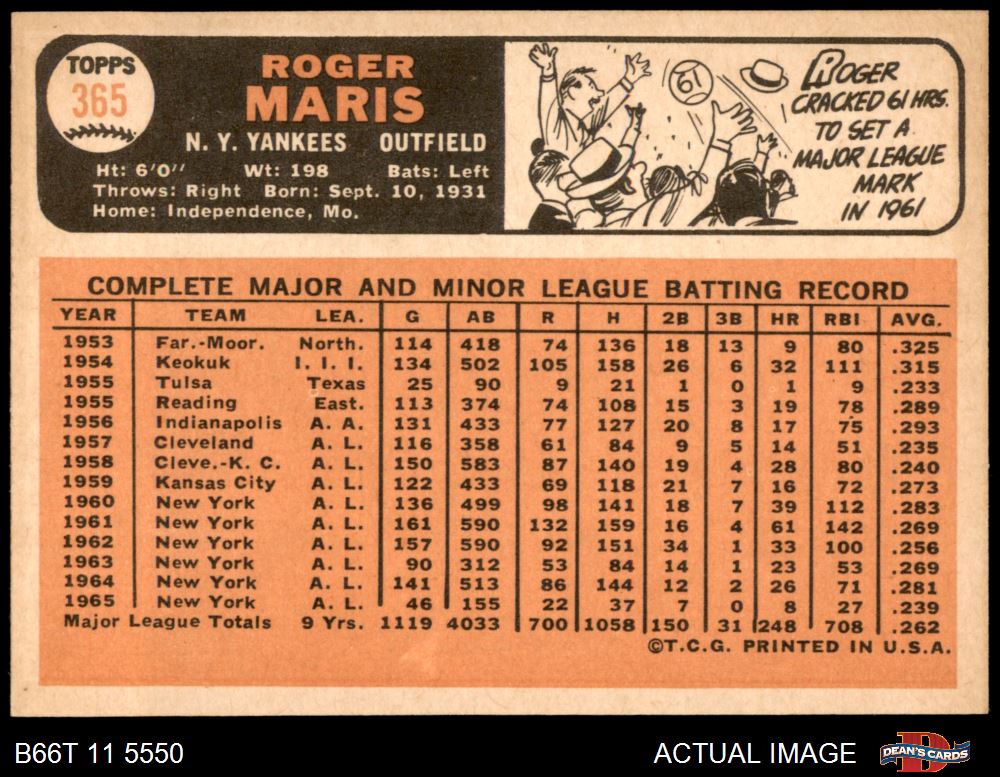 TOPPS
365
ROGER
MARIS
N. Y. YANKEES OUTFIELD
Ht: 6'0" Wt: 198 Bats: Left
Throws: Right Born: Sept. 10, 1931
Home: Independence, Mo.
61
ROGER
CRACKED 61 HRS.
TO SET A
MAJOR LEAGUE
MARK
IN 1961
COMPLETE MAJOR AND MINOR LEAGUE BATTING RECORD
YEAR TEAM LEA. G AB R H 2B 3B HR RBI AVG.
1953 Far.-Moor. North. 114 418 74 136 18 13 9 80 .325
1954 Keokuk I. I. I. 134 502 105 158 26 6 32 111 .315
1955 Tulsa Texas 25 90 9 21 1 0 1 9 .233
1955 Reading East. 113 374 74 108 15 3 19 78 .289
1956 Indianapolis A. A. 131 433 77 127 20 8 17 75 .293
1957 Cleveland A. L. 116 358 61 84 9 5 14 51 .235
1958 Cleve.-K. C. A. L. 150 583 87 140 19 4 28 80 .240
1959 Kansas City A. L. 122 433 69 118 21 7 16 72 .273
1960 New York A. L. 136 499 98 141 18 7 39 112 .283
1961 New York A. L. 161 590 132 159 16 4 61 142 .269
1962 New York A. L. 157 590 92 151 34 1 33 100 .256
1963 New York A. L. 90 312 53 84 14 1 23 53 .269
1964 New York A. L. 141 513 86 144 12 2 26 71 .281
1965 New York A. L. 46 155 22 37 7 0 8 27 .239
Major League Totals 9 Yrs. 1119 4033 700 1058 150 31 248 708 .262
©T.C.G. PRINTED IN U.S.A.
B66T 11 5550 ACTUAL IMAGE DEAN'S CARDS